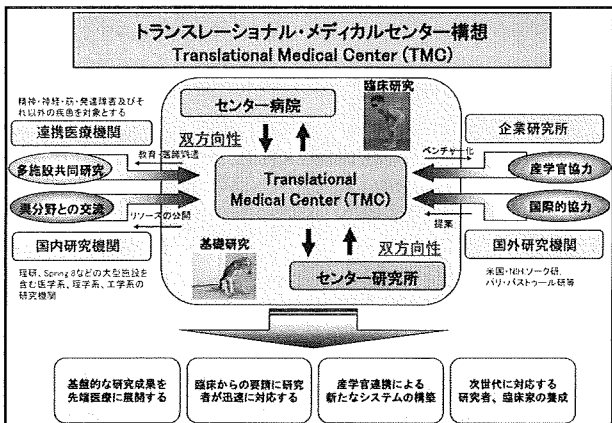 トランスレーショナル・メディカルセンター構想
Translational Medical Center (TMC)
精神・神経・筋・発達障害及びそ
れ以外の疾患を対象とする
連携医療機関
多施設共同研究
異分野との交流
国内研究機関
理研、Spring 8などの大型施設を
含む医学系、理学系、工学系の
研究機関
教育・医師派遣
リソースの公開
センター病院
臨床研究
双方向性
Translational
Medical Center (TMC)
基礎研究
双方向性
センター研究所
企業研究所
ベンチャー化
産学官協力
国際的協力
提案
国外研究機関
米国・NIH、ソーク研、
パリ・パストゥール研等
基盤的な研究成果を
先端医療に展開する
臨床からの要請に研究
者が迅速に対応する
産学官連携による
新たなシステムの構築
次世代に対応する
研究者、臨床家の養成